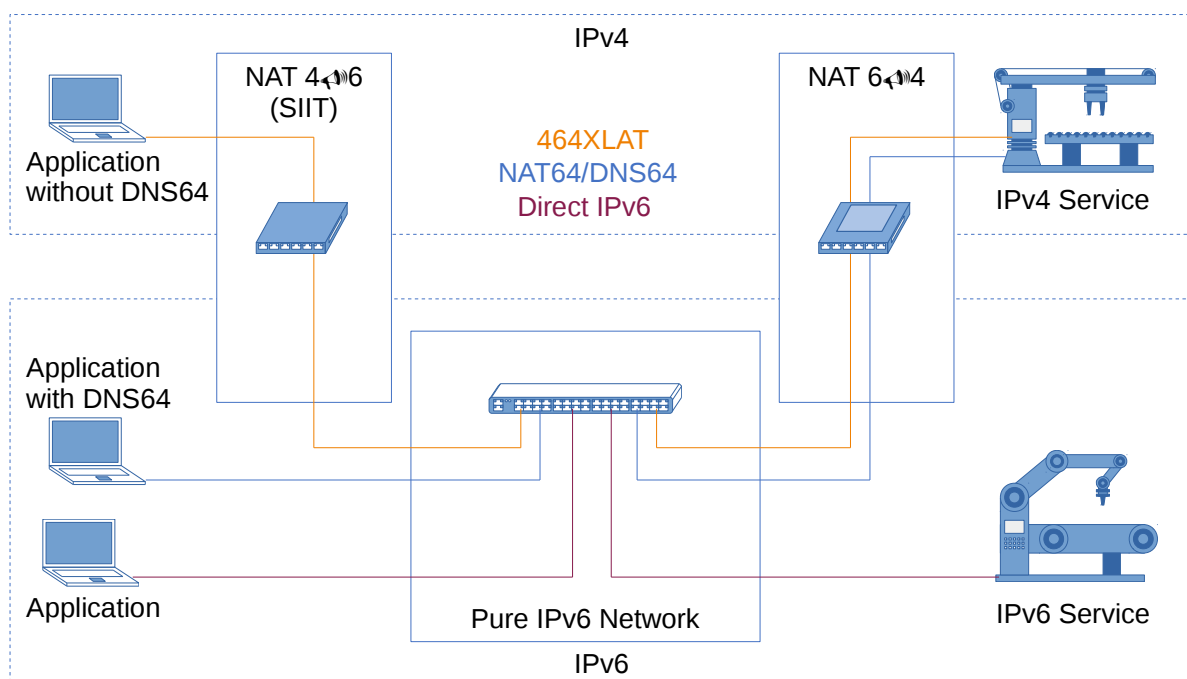 IPv4
NAT 4📢6
(SIIT)
NAT 6📢4
Application
without DNS64
464XLAT
NAT64/DNS64
Direct IPv6
IPv4 Service
Application
with DNS64
Application
Pure IPv6 Network
IPv6 Service
IPv6